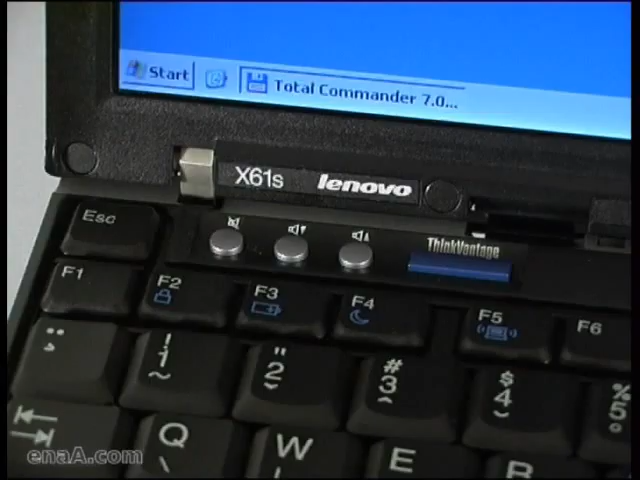 Start
Total Commander 7.0...
X61s lenovo
ThinkVantage
Esc
F1 F2 F3 F4 F5 F6
¨ ¸
! 1 ~
" 2 ˇ
# 3 ^
$ 4 ˘
% 5 °
Q \
W |
E
R
enaA.com